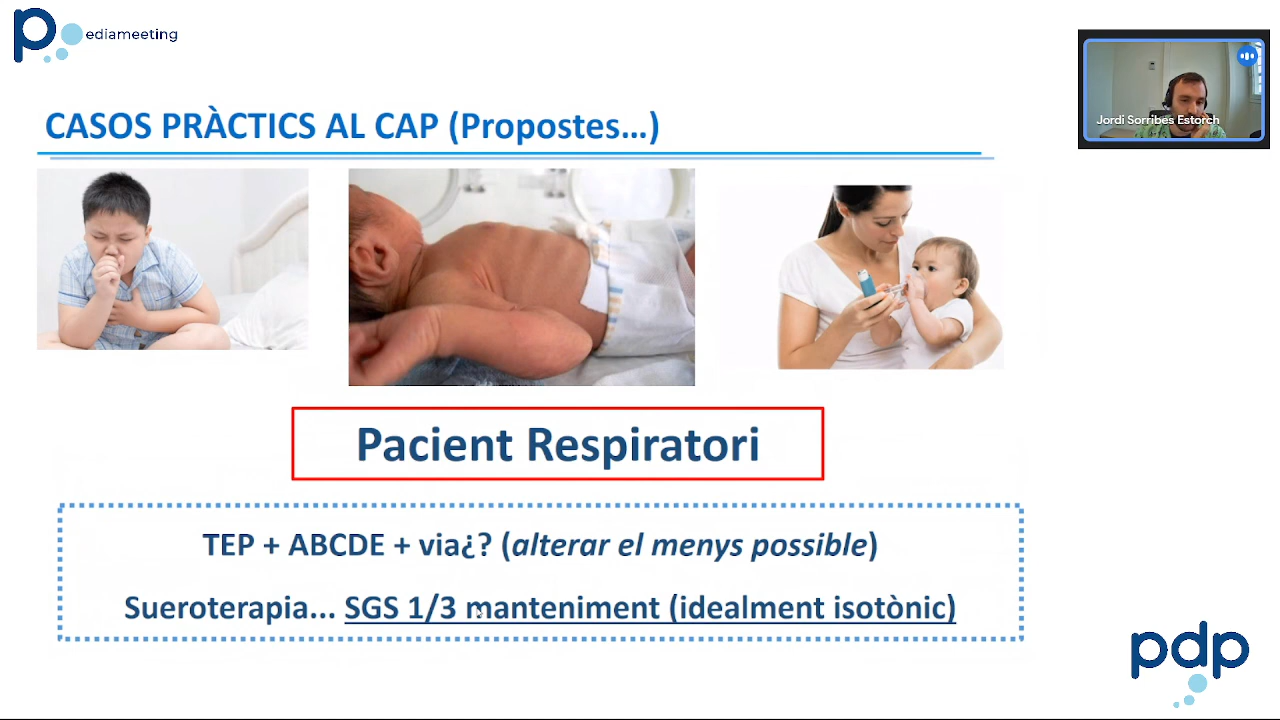 pediameeting
Jordi Sorribes Estorch
CASOS PRÀCTICS AL CAP (Propostes...)
Pacient Respiratori
TEP + ABCDE + via¿? (alterar el menys possible)
Sueroterapia... SGS 1/3 manteniment (idealment isotònic)
pdp